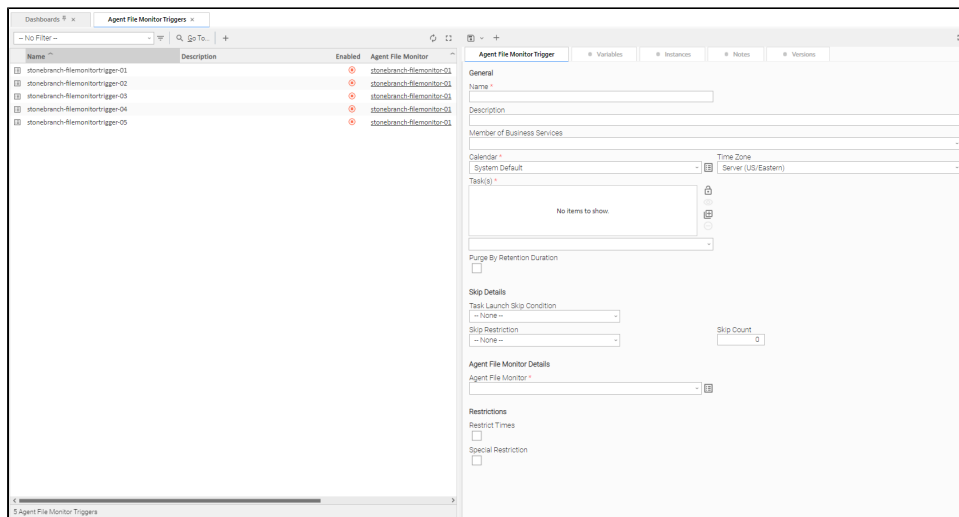 Dashboards
Agent File Monitor Triggers
-- No Filter --
Go To...
Name
Description
Enabled
Agent File Monitor
stonebranch-filemonitortrigger-01
stonebranch-filemonitor-01
stonebranch-filemonitortrigger-02
stonebranch-filemonitor-01
stonebranch-filemonitortrigger-03
stonebranch-filemonitor-01
stonebranch-filemonitortrigger-04
stonebranch-filemonitor-01
stonebranch-filemonitortrigger-05
stonebranch-filemonitor-01
5 Agent File Monitor Triggers
Agent File Monitor Trigger
Variables
Instances
Notes
Versions
General
Name *
Description
Member of Business Services
Calendar *
Time Zone
System Default
Server (US/Eastern)
Task(s) *
No items to show.
Purge By Retention Duration
Skip Details
Task Launch Skip Condition
-- None --
Skip Restriction
Skip Count
-- None --
0
Agent File Monitor Details
Agent File Monitor *
Restrictions
Restrict Times
Special Restriction